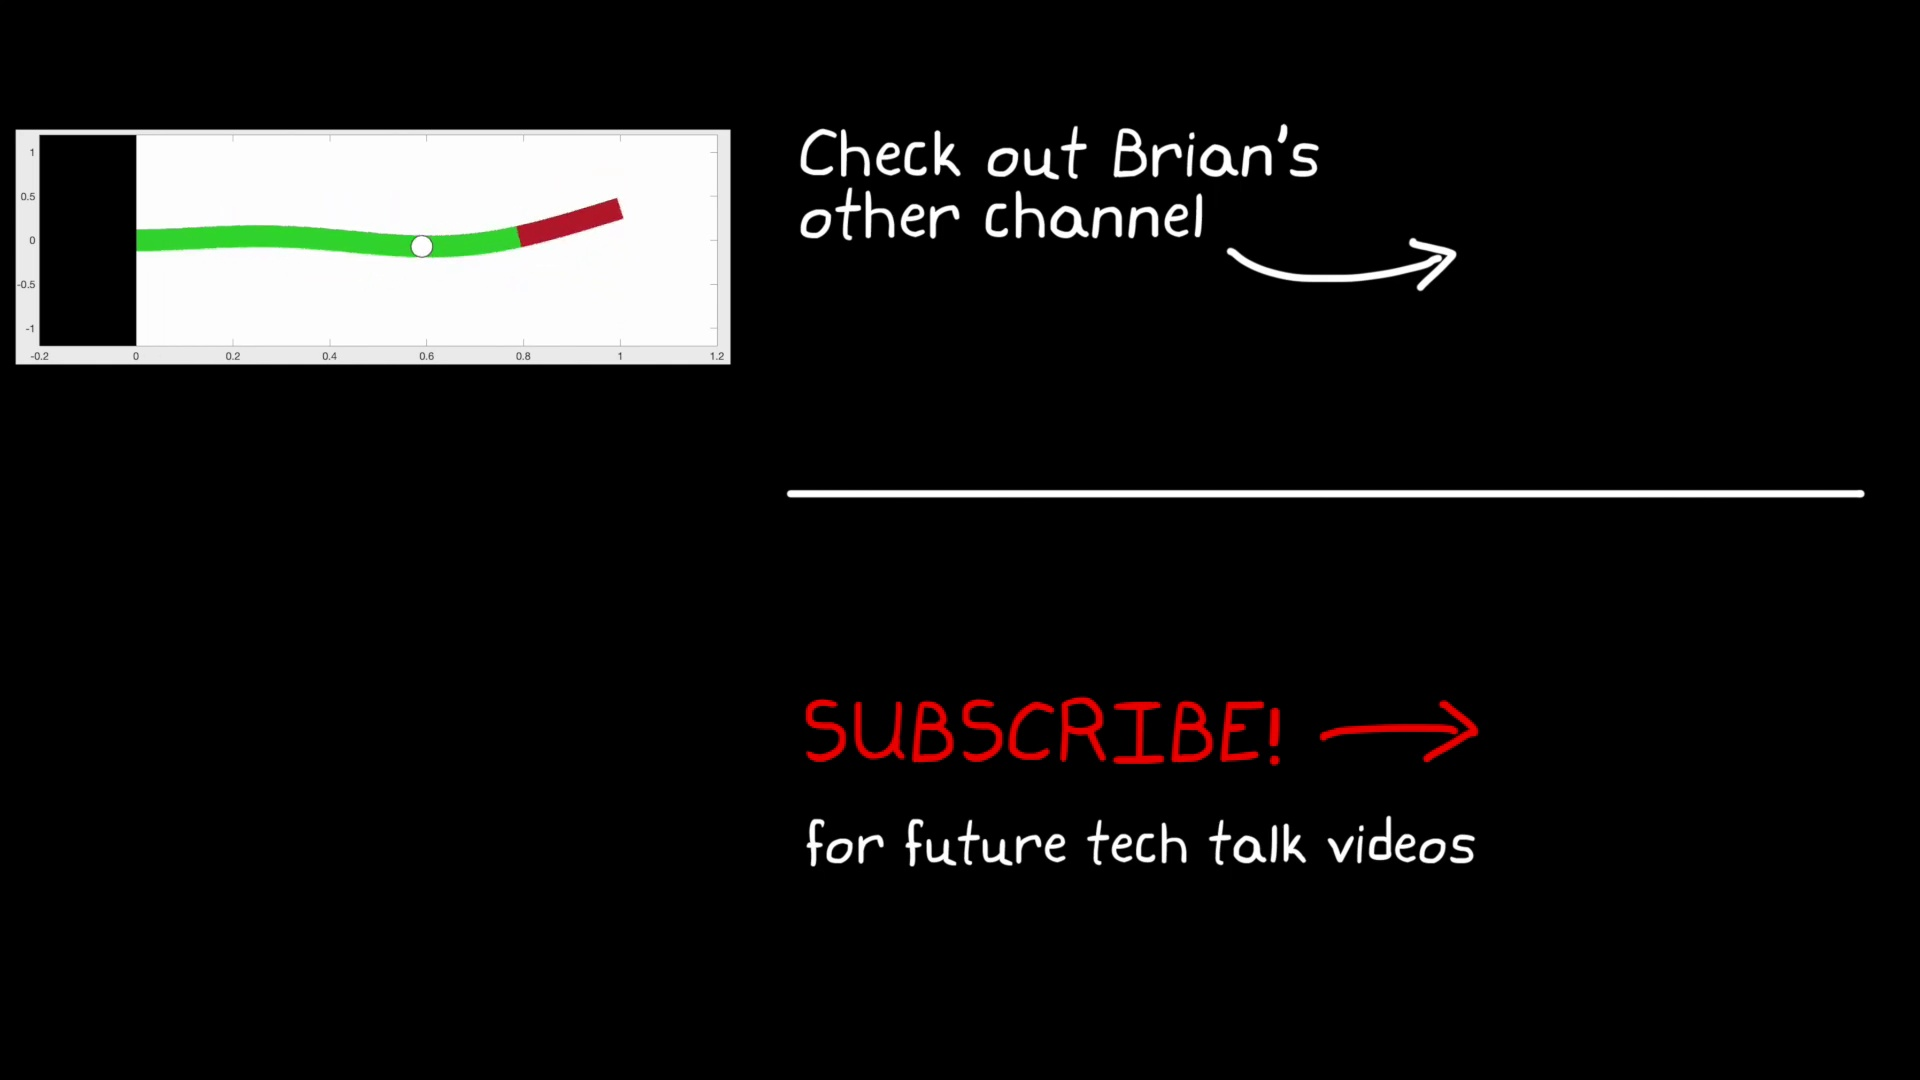 1
0.5
0
-0.5
-1
-0.2 0 0.2 0.4 0.6 0.8 1 1.2
Check out Brian's
other channel
SUBSCRIBE!
for future tech talk videos